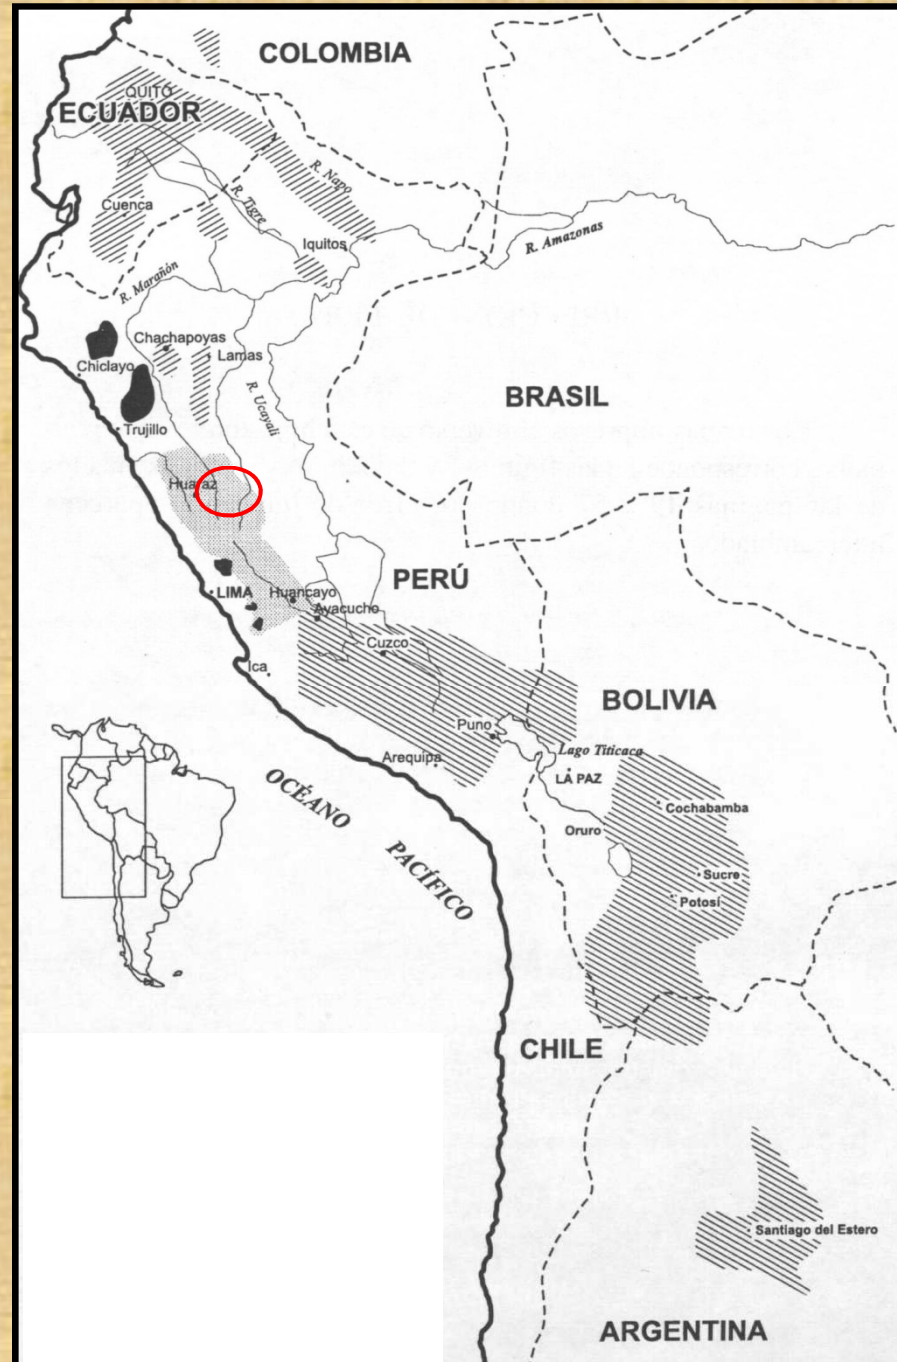 COLOMBIA
QUITO
ECUADOR
R. Napo
R. Tigre
Cuenca
Iquitos
R. Amazonas
R. Marañón
Chachapoyas
Lamas
Chiclayo
R. Ucayali
BRASIL
Trujillo
Huaraz
PERÚ
LIMA
Huancayo
Ayacucho
Cuzco
Ica
BOLIVIA
Puno
Lago Titicaca
Arequipa
LA PAZ
OCÉANO
PACÍFICO
Cochabamba
Oruro
Sucre
Potosí
CHILE
Santiago del Estero
ARGENTINA